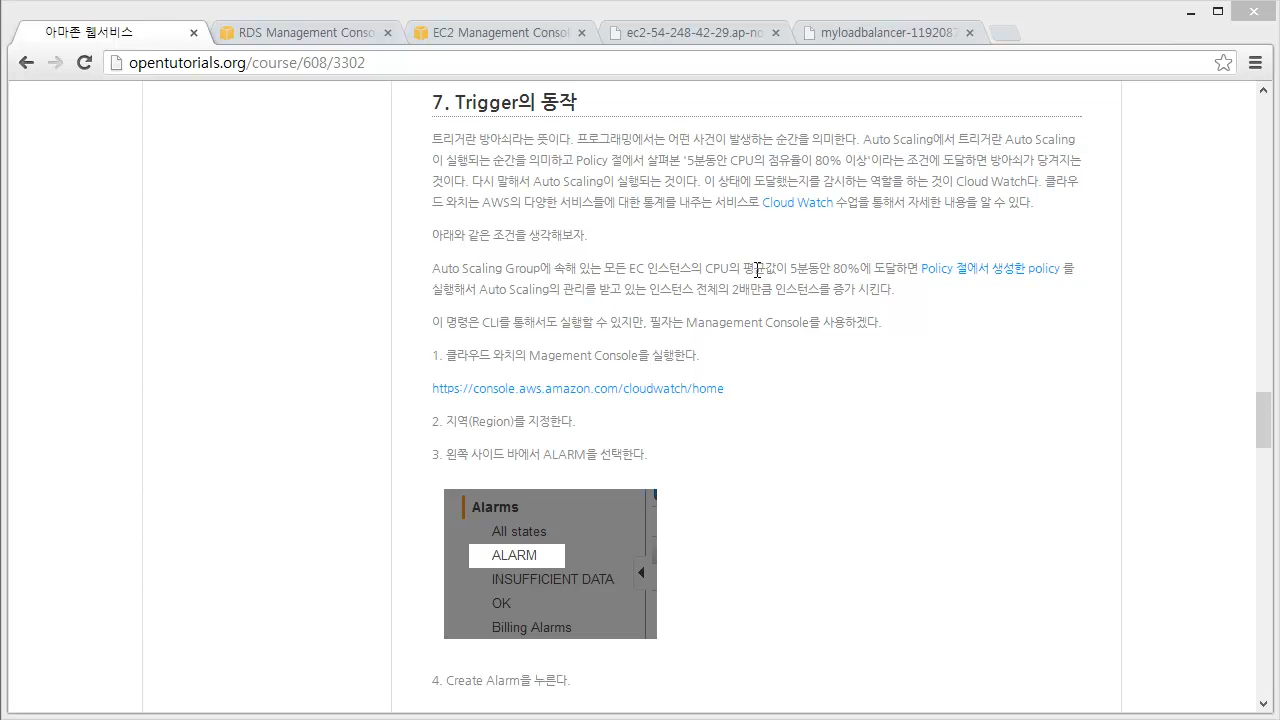 아마존 웹서비스
RDS Management Conso
EC2 Management Consol
ec2-54-248-42-29.ap-no
myloadbalancer-1192087
opentutorials.org/course/608/3302
7. Trigger의 동작
트리거란 방아쇠라는 뜻이다. 프로그래밍에서는 어떤 사건이 발생하는 순간을 의미한다. Auto Scaling에서 트리거란 Auto Scaling
이 실행되는 순간을 의미하고 Policy 절에서 살펴본 '5분동안 CPU의 점유율이 80% 이상'이라는 조건에 도달하면 방아쇠가 당겨지는
것이다. 다시 말해서 Auto Scaling이 실행되는 것이다. 이 상태에 도달했는지를 감시하는 역할을 하는 것이 Cloud Watch다. 클라우
드 와치는 AWS의 다양한 서비스들에 대한 통계를 내주는 서비스로 Cloud Watch 수업을 통해서 자세한 내용을 알 수 있다.
아래와 같은 조건을 생각해보자.
Auto Scaling Group에 속해 있는 모든 EC 인스턴스의 CPU의 평균값이 5분동안 80%에 도달하면 Policy 절에서 생성한 policy 를
실행해서 Auto Scaling의 관리를 받고 있는 인스턴스 전체의 2배만큼 인스턴스를 증가 시킨다.
이 명령은 CLI를 통해서도 실행할 수 있지만, 필자는 Management Console를 사용하겠다.
1. 클라우드 와치의 Magement Console을 실행한다.
https://console.aws.amazon.com/cloudwatch/home
2. 지역(Region)를 지정한다.
3. 왼쪽 사이드 바에서 ALARM을 선택한다.
Alarms
All states
ALARM
INSUFFICIENT DATA
OK
Billing Alarms
4. Create Alarm을 누른다.